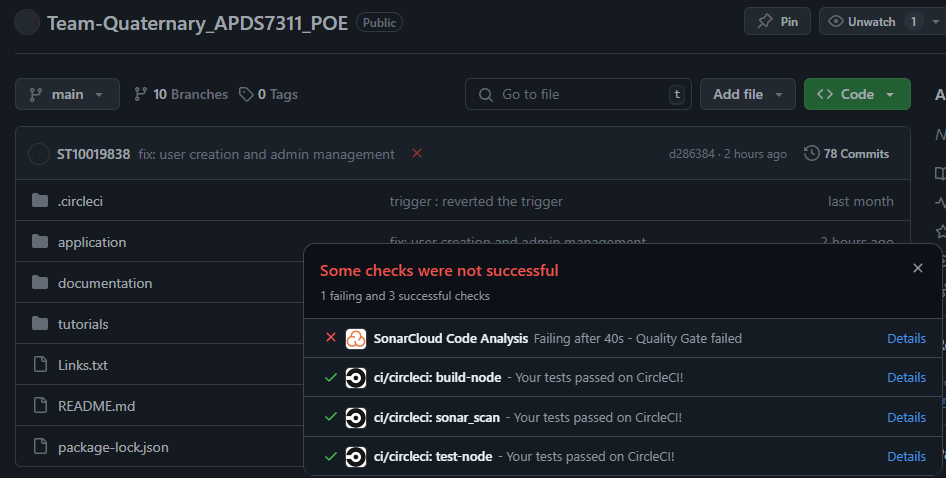 Team-Quaternary_APDS7311_POE Public Pin Unwatch 1
main 10 Branches 0 Tags Go to file t Add file Code
ST10019838 fix: user creation and admin management d286384 · 2 hours ago 78 Commits
.circleci trigger : reverted the trigger last month
application fix: user creation and admin management 2 hours ago
documentation
tutorials
Links.txt
README.md
package-lock.json
Some checks were not successful
1 failing and 3 successful checks
SonarCloud Code Analysis Failing after 40s - Quality Gate failed Details
ci/circleci: build-node - Your tests passed on CircleCI! Details
ci/circleci: sonar_scan - Your tests passed on CircleCI! Details
ci/circleci: test-node - Your tests passed on CircleCI! Details